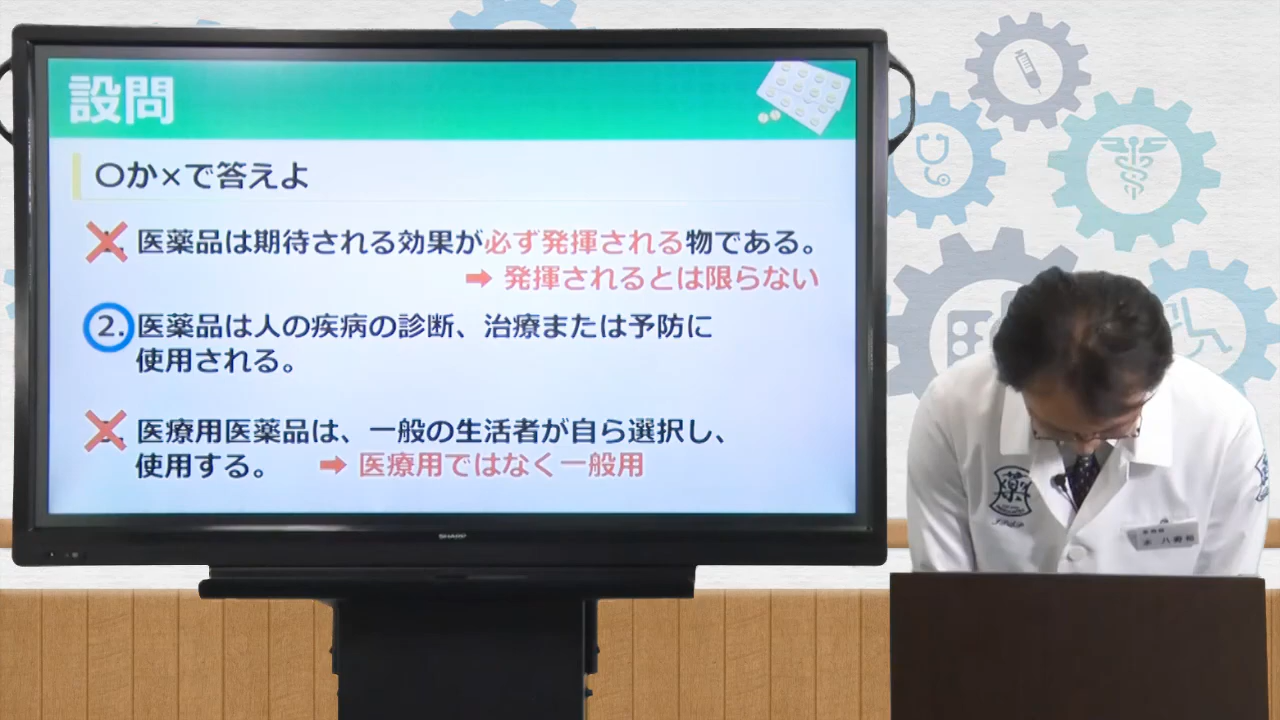 設問
〇か×で答えよ
医薬品は期待される効果が必ず発揮される物である。
➡ 発揮されるとは限らない
2. 医薬品は人の疾病の診断、治療または予防に
使用される。
医療用医薬品は、一般の生活者が自ら選択し、
使用する。 ➡ 医療用ではなく一般用
SHARP
薬